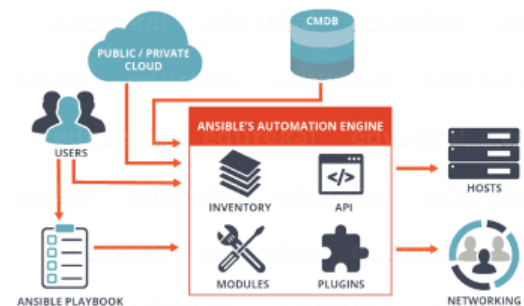 CMDB
PUBLIC / PRIVATE
CLOUD
USERS
ANSIBLE'S AUTOMATION ENGINE
INVENTORY
API
HOSTS
MODULES
PLUGINS
ANSIBLE PLAYBOOK
NETWORKING